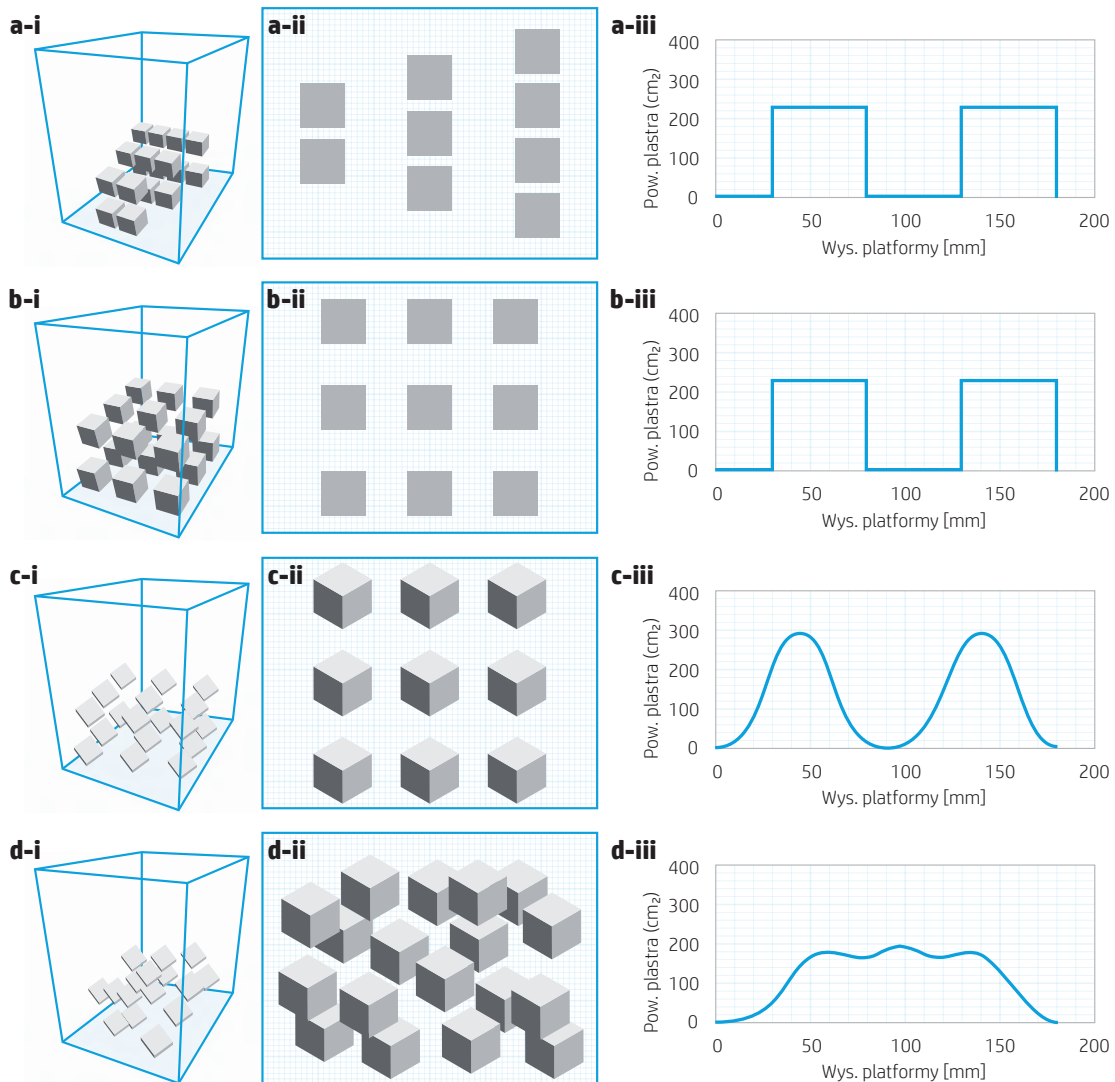 a-i
a-ii
a-iii
400
300
200
100
0
Pow. plastra (cm₂)
0 50 100 150 200
Wys. platformy [mm]
b-i
b-ii
b-iii
400
300
200
100
0
Pow. plastra (cm₂)
0 50 100 150 200
Wys. platformy [mm]
c-i
c-ii
c-iii
400
300
200
100
0
Pow. plastra (cm₂)
0 50 100 150 200
Wys. platformy [mm]
d-i
d-ii
d-iii
400
300
200
100
0
Pow. plastra (cm₂)
0 50 100 150 200
Wys. platformy [mm]